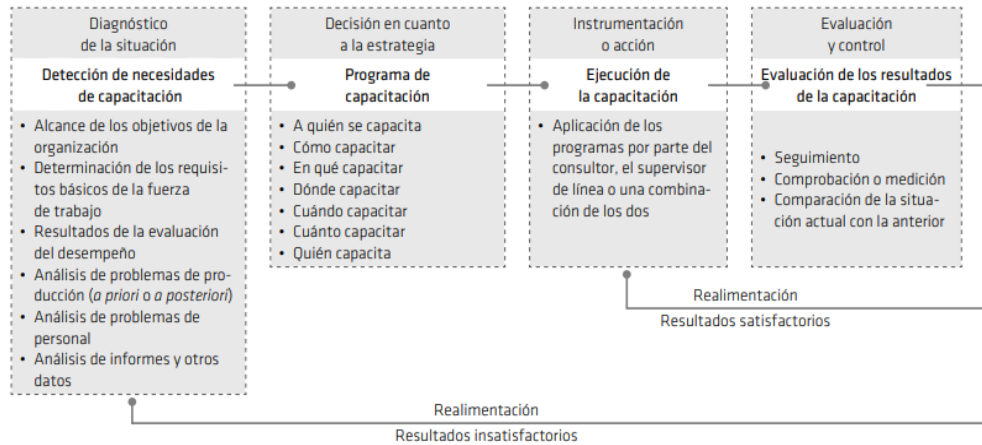 Diagnóstico
de la situación
Detección de necesidades
de capacitación
• Alcance de los objetivos de la
organización
• Determinación de los requisi-
tos básicos de la fuerza
de trabajo
• Resultados de la evaluación
del desempeño
• Análisis de problemas de pro-
ducción (a priori o a posteriori)
• Análisis de problemas de
personal
• Análisis de informes y otros
datos
Decisión en cuanto
a la estrategia
Programa de
capacitación
• A quién se capacita
• Cómo capacitar
• En qué capacitar
• Dónde capacitar
• Cuándo capacitar
• Cuánto capacitar
• Quién capacita
Instrumentación
o acción
Ejecución de
la capacitación
• Aplicación de los
programas por parte del
consultor, el supervisor
de línea o una combina-
ción de los dos
Evaluación
y control
Evaluación de los resultados
de la capacitación
• Seguimiento
• Comprobación o medición
• Comparación de la situa-
ción actual con la anterior
Realimentación
Resultados satisfactorios
Realimentación
Resultados insatisfactorios